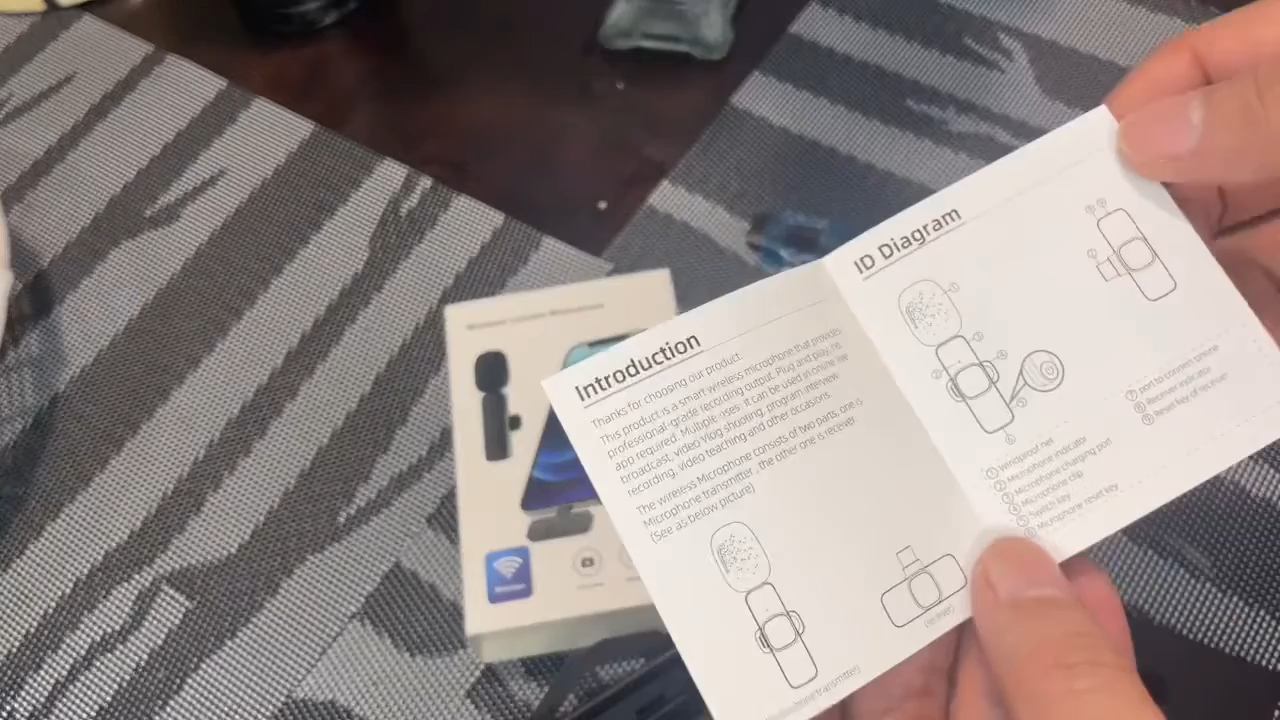 Wireless Lavalier Microphone
Introduction
Thanks for choosing our product.
This product is a smart wireless microphone that provides
professional-grade recording output. Plug and play, no
app required. Multiple uses. It can be used in online live
broadcast, video Vlog shooting, program interview
recording, video teaching and other occasions.
The wireless Microphone consists of two parts, one is
Microphone transmitter, the other one is receiver.
(See as below picture)
transmitter)
ID Diagram
① Windproof net
② Microphone indicator
③ Microphone charging port
④ Microphone clip
⑤ Switch key
⑥ Microphone reset key
⑦ port to connect phone
⑧ Receiver indicator
⑨ Reset key of receiver